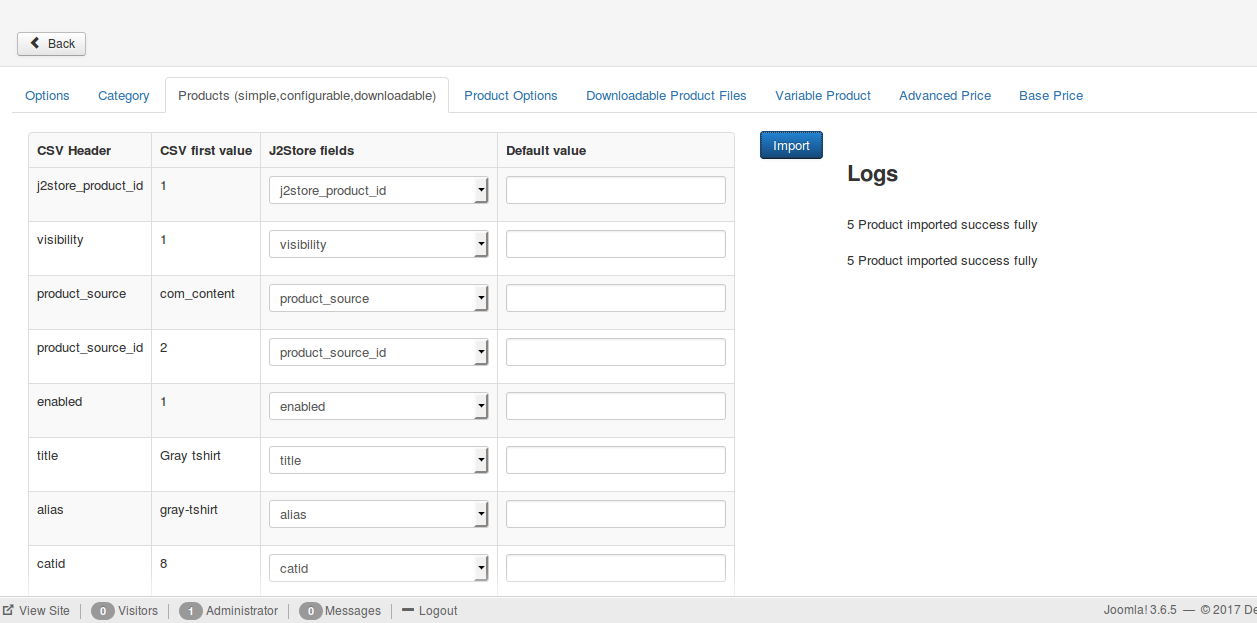 Back
Options Category Products (simple,configurable,downloadable) Product Options Downloadable Product Files Variable Product Advanced Price Base Price
CSV Header CSV first value J2Store fields Default value
Import
Logs
j2store_product_id 1 j2store_product_id
5 Product imported success fully
visibility 1 visibility
5 Product imported success fully
product_source com_content product_source
product_source_id 2 product_source_id
enabled 1 enabled
title Gray tshirt title
alias gray-tshirt alias
catid 8 catid
View Site 0 Visitors 1 Administrator 0 Messages Logout Joomla! 3.6.5 — © 2017 De